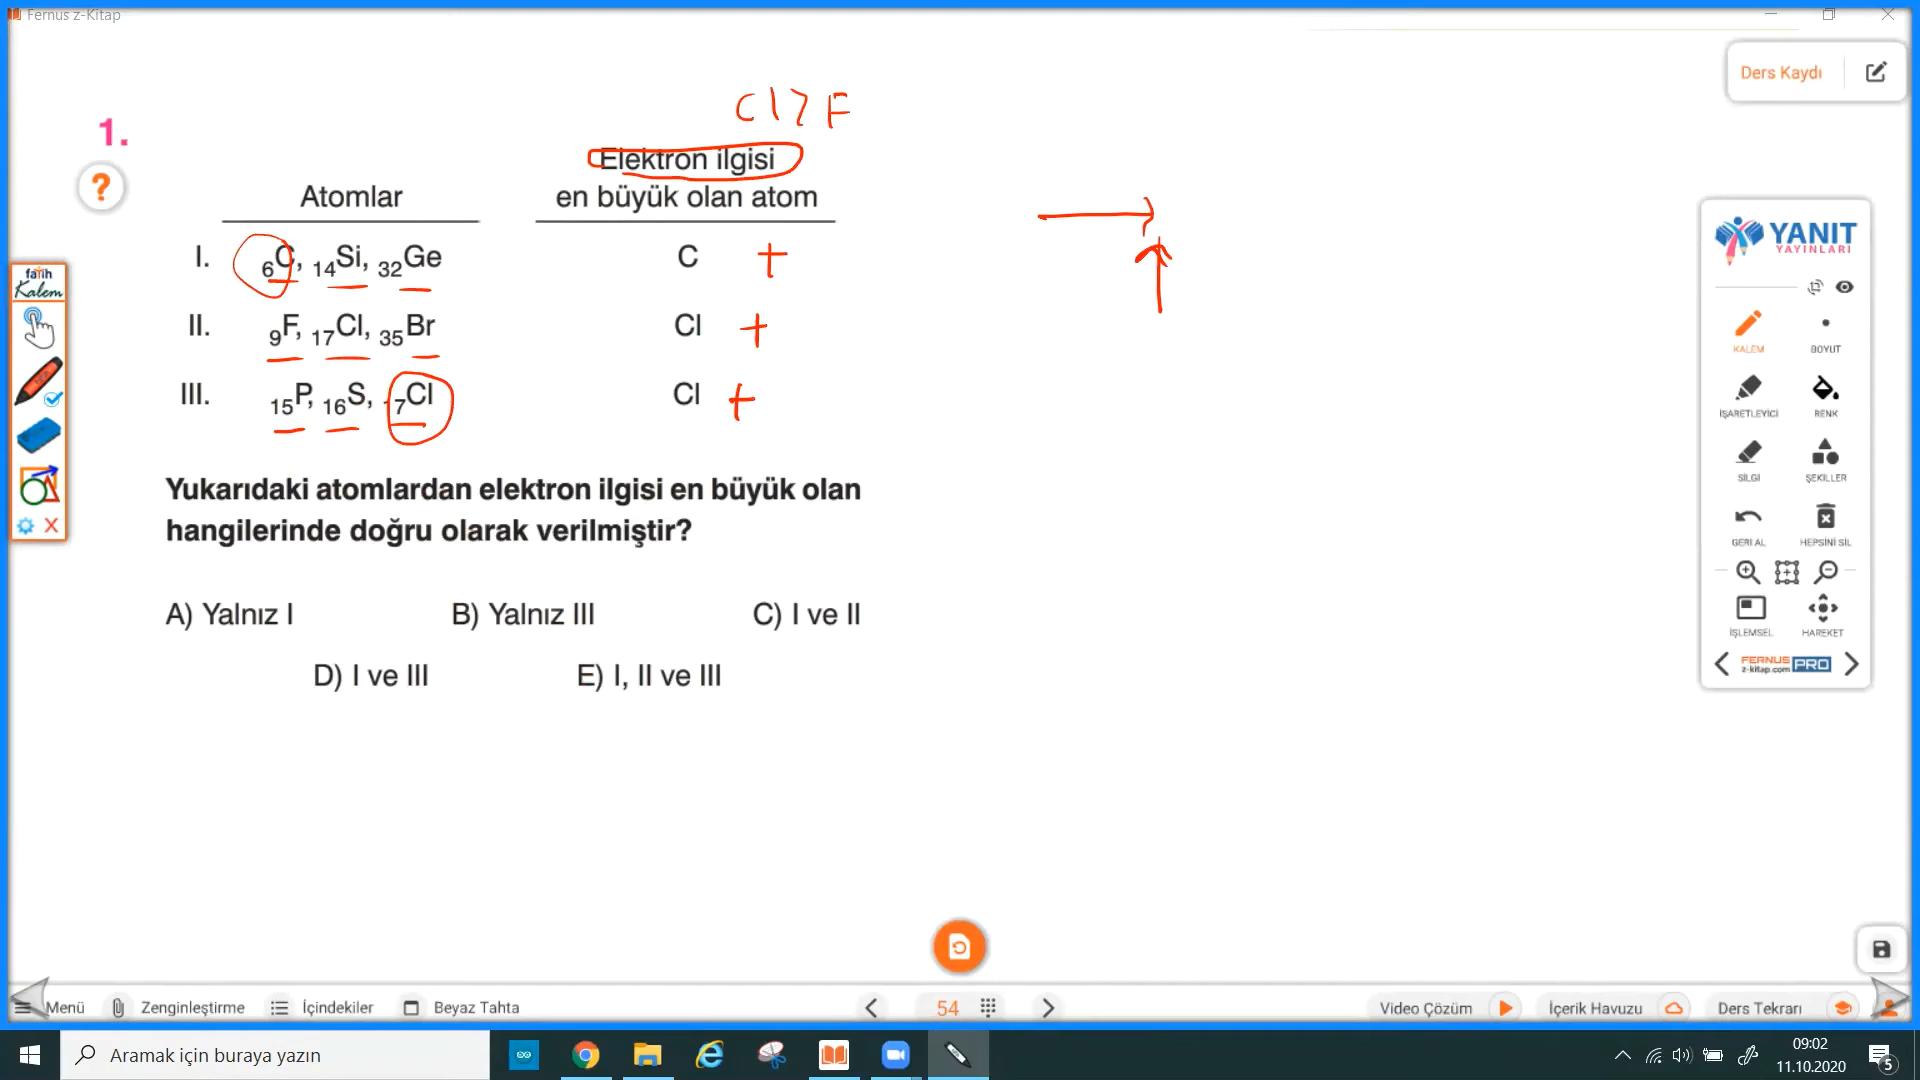 Fernus z-Kitap
Ders Kaydı
Cl > F
1.
Elektron ilgisi
Atomlar en büyük olan atom
I. 6C, 14Si, 32Ge C +
II. 9F, 17Cl, 35Br Cl +
III. 15P, 16S, 7Cl Cl +
Yukarıdaki atomlardan elektron ilgisi en büyük olan
hangilerinde doğru olarak verilmiştir?
A) Yalnız I B) Yalnız III C) I ve II
D) I ve III E) I, II ve III
fatih
Kalem
YANIT
YAYINLARI
KALEM BOYUT
İŞARETLEYİCİ RENK
SİLGİ ŞEKİLLER
GERİ AL HEPSİNİ SİL
İŞLEMSEL HAREKET
FERNUS PRO
z-kitap.com
Menü Zenginleştirme İçindekiler Beyaz Tahta 54 Video Çözüm İçerik Havuzu Ders Tekrarı
Aramak için buraya yazın
09:02
11.10.2020
5